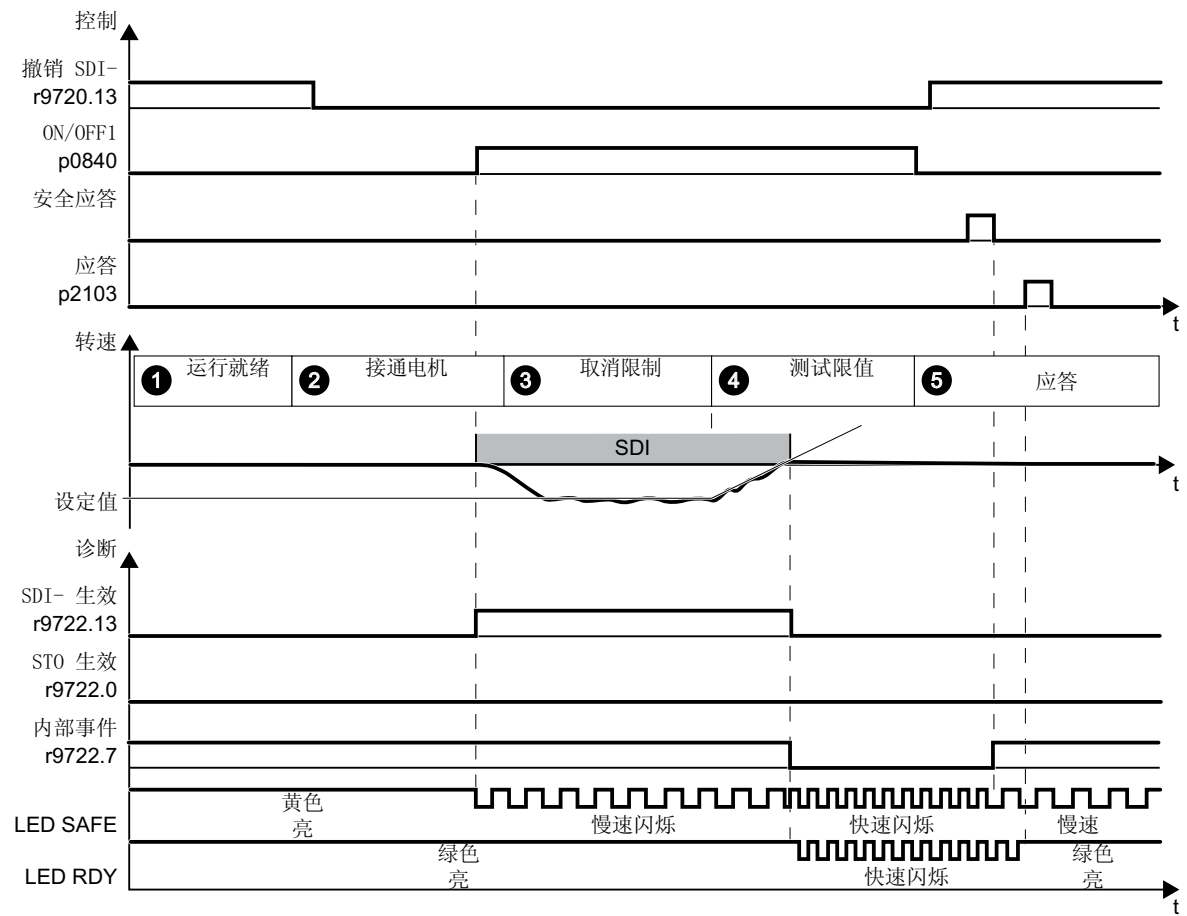 控制
撤销 SDI-
r9720.13
ON/OFF1
p0840
安全应答
应答
p2103
t
转速
1 运行就绪
2 接通电机
3 取消限制
4 测试限值
5 应答
SDI
设定值
t
诊断
SDI- 生效
r9722.13
STO 生效
r9722.0
内部事件
r9722.7
LED SAFE
黄色
亮
慢速闪烁
快速闪烁
慢速
LED RDY
绿色
亮
快速闪烁
绿色
亮
t